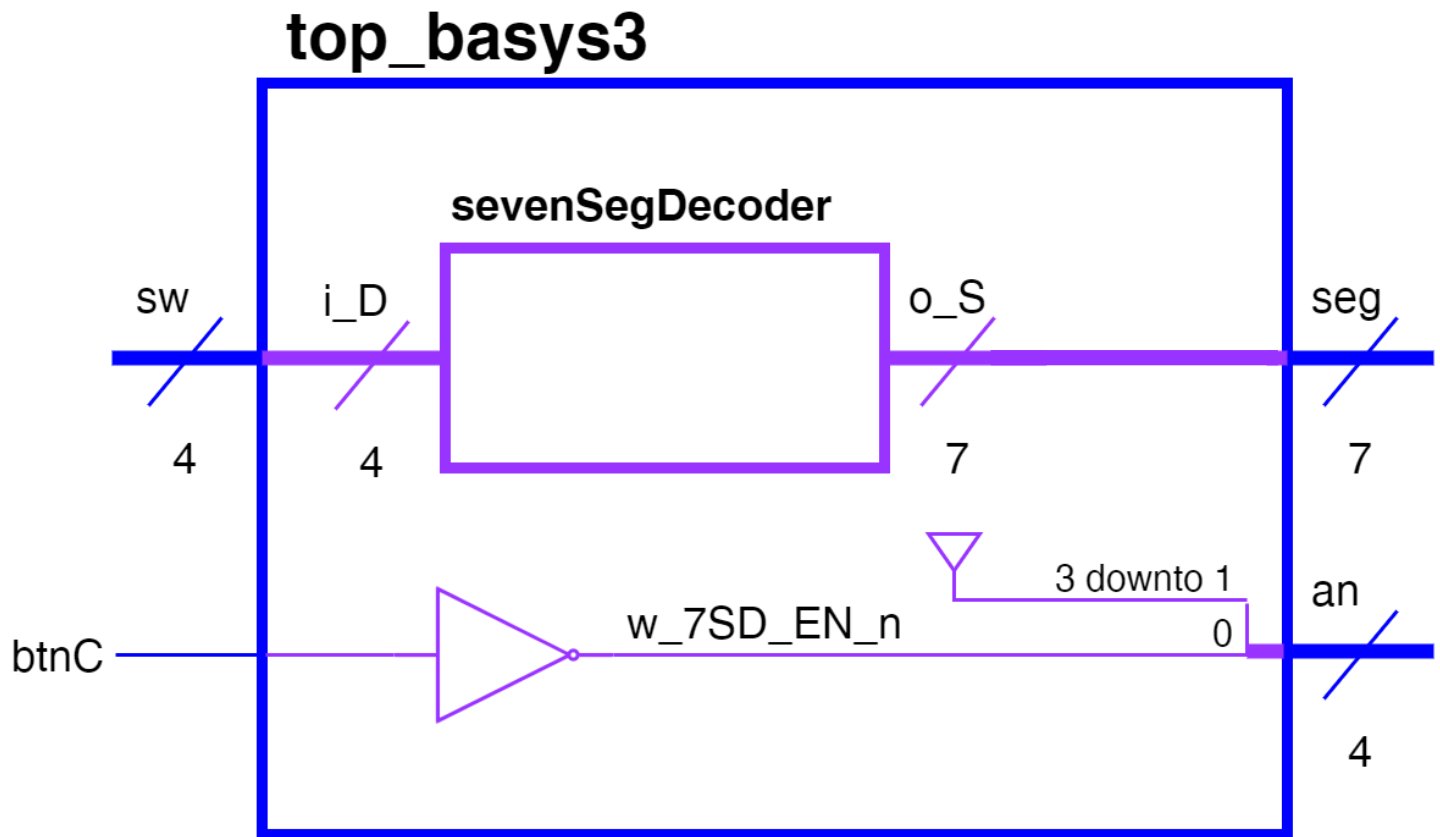 top_basys3
sevenSegDecoder
sw
i_D
o_S
seg
4
4
7
7
3 downto 1
an
btnC
w_7SD_EN_n
0
4